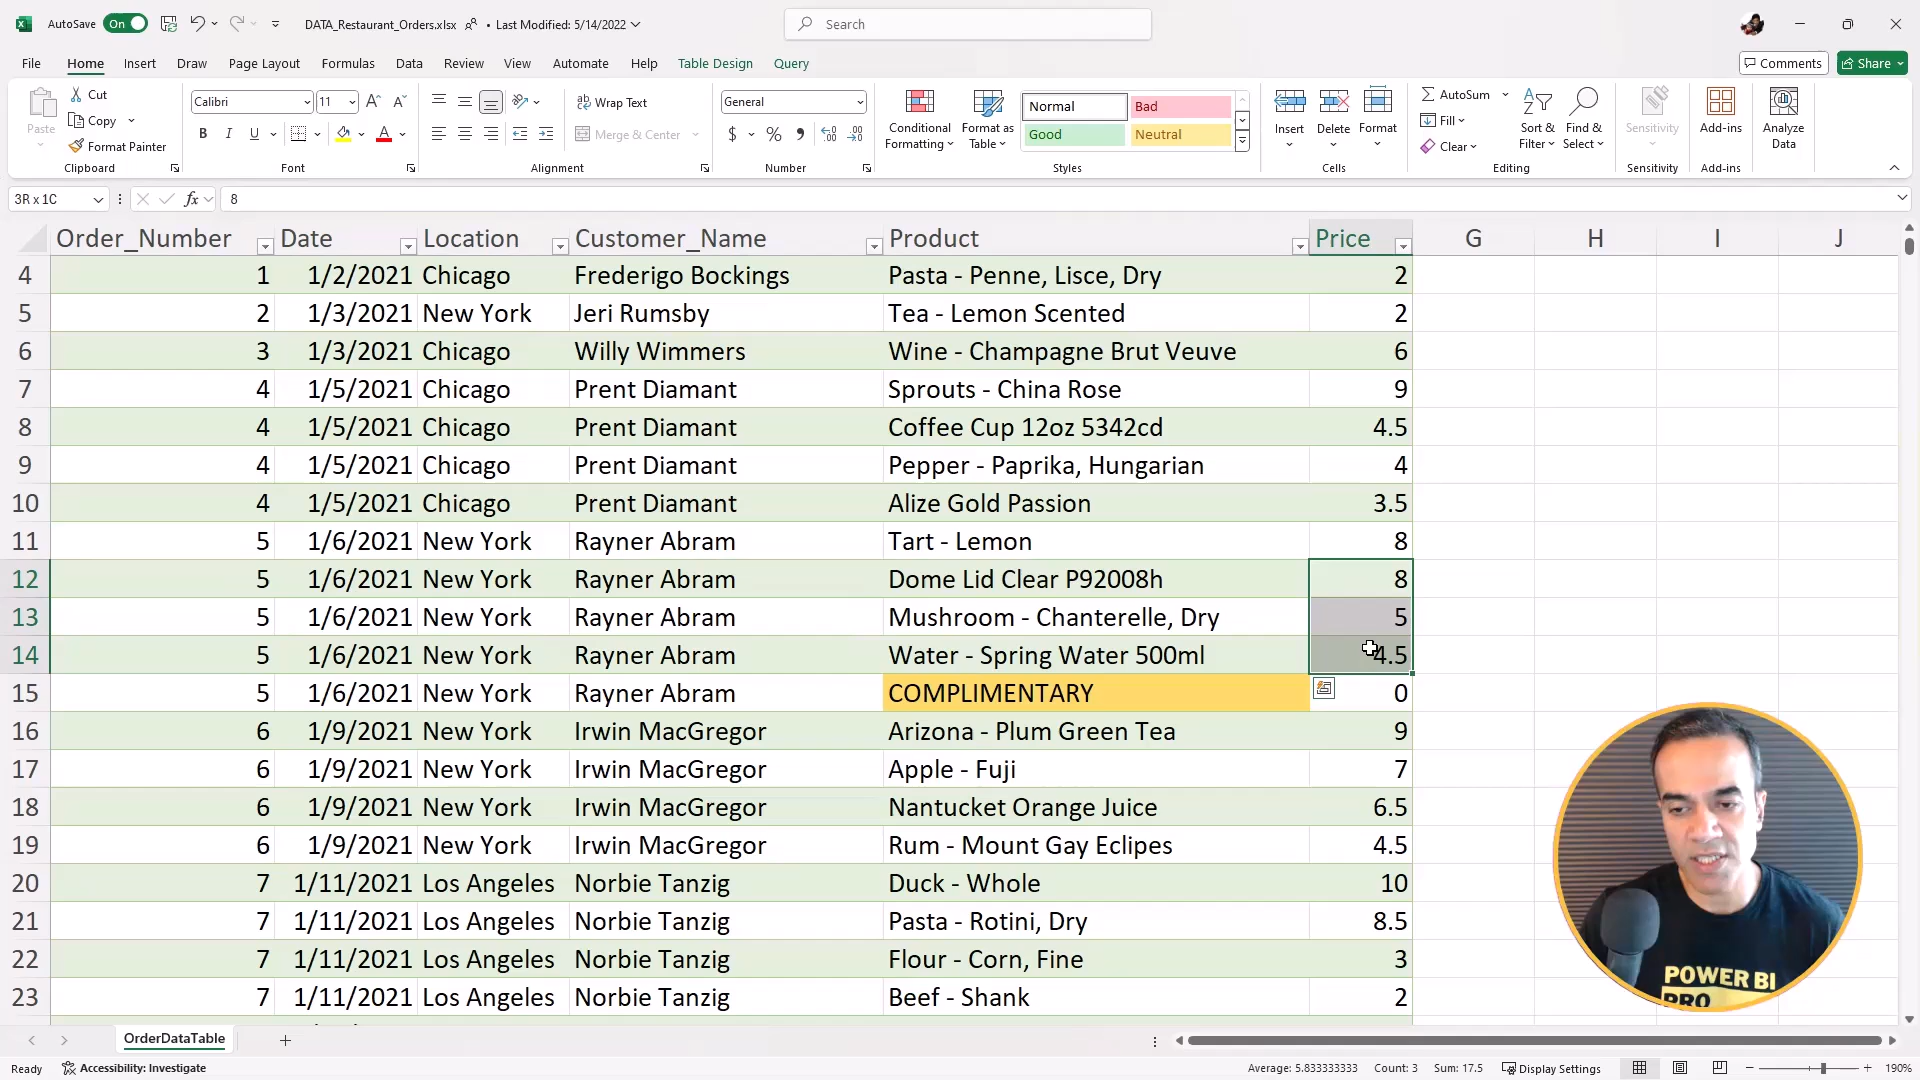 AutoSave On DATA_Restaurant_Orders.xlsx • Last Modified: 5/14/2022 Search
File Home Insert Draw Page Layout Formulas Data Review View Automate Help Table Design Query Comments Share
Paste Cut Copy Format Painter Clipboard
Calibri 11 A A B I U A Font
ab Wrap Text Merge & Center Alignment
General $ % , Number
Conditional Formatting Format as Table Normal Bad Good Neutral Styles
Insert Delete Format Cells
AutoSum Fill Clear Sort & Filter Find & Select Editing
Sensitivity Sensitivity
Add-ins Add-ins
Analyze Data
3R x 1C fx 8
Order_Number Date Location Customer_Name Product Price G H I J
4 1 1/2/2021 Chicago Frederigo Bockings Pasta - Penne, Lisce, Dry 2
5 2 1/3/2021 New York Jeri Rumsby Tea - Lemon Scented 2
6 3 1/3/2021 Chicago Willy Wimmers Wine - Champagne Brut Veuve 6
7 4 1/5/2021 Chicago Prent Diamant Sprouts - China Rose 9
8 4 1/5/2021 Chicago Prent Diamant Coffee Cup 12oz 5342cd 4.5
9 4 1/5/2021 Chicago Prent Diamant Pepper - Paprika, Hungarian 4
10 4 1/5/2021 Chicago Prent Diamant Alize Gold Passion 3.5
11 5 1/6/2021 New York Rayner Abram Tart - Lemon 8
12 5 1/6/2021 New York Rayner Abram Dome Lid Clear P92008h 8
13 5 1/6/2021 New York Rayner Abram Mushroom - Chanterelle, Dry 5
14 5 1/6/2021 New York Rayner Abram Water - Spring Water 500ml 4.5
15 5 1/6/2021 New York Rayner Abram COMPLIMENTARY 0
16 6 1/9/2021 New York Irwin MacGregor Arizona - Plum Green Tea 9
17 6 1/9/2021 New York Irwin MacGregor Apple - Fuji 7
18 6 1/9/2021 New York Irwin MacGregor Nantucket Orange Juice 6.5
19 6 1/9/2021 New York Irwin MacGregor Rum - Mount Gay Eclipes 4.5
20 7 1/11/2021 Los Angeles Norbie Tanzig Duck - Whole 10
21 7 1/11/2021 Los Angeles Norbie Tanzig Pasta - Rotini, Dry 8.5
22 7 1/11/2021 Los Angeles Norbie Tanzig Flour - Corn, Fine 3
23 7 1/11/2021 Los Angeles Norbie Tanzig Beef - Shank 2
POWER BI
PRO
OrderDataTable
Ready Accessibility: Investigate Average: 5.833333333 Count: 3 Sum: 17.5 Display Settings 190%